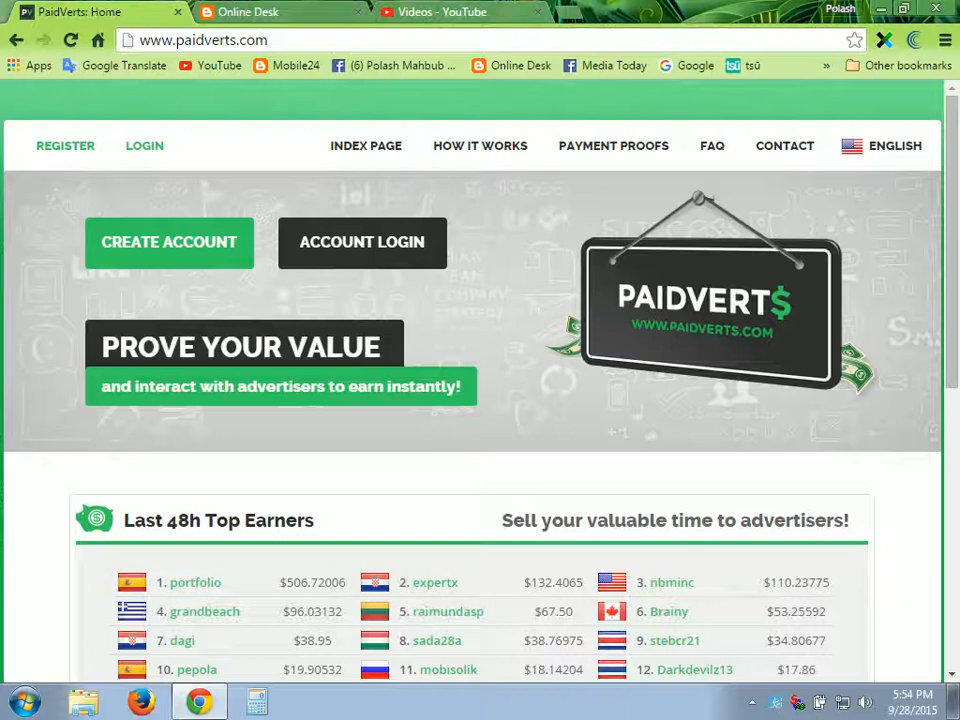 PaidVerts: Home
Online Desk
Videos - YouTube
Polash
www.paidverts.com
Apps
Google Translate
YouTube
Mobile24
(6) Polash Mahbub ...
Online Desk
Media Today
Google
tsū
»
Other bookmarks
REGISTER
LOGIN
INDEX PAGE
HOW IT WORKS
PAYMENT PROOFS
FAQ
CONTACT
ENGLISH
CREATE ACCOUNT
ACCOUNT LOGIN
PAIDVERT$
WWW.PAIDVERTS.COM
PROVE YOUR VALUE
and interact with advertisers to earn instantly!
Last 48h Top Earners
Sell your valuable time to advertisers!
1. portfolio $506.72006 2. expertx $132.4065 3. nbminc $110.23775
4. grandbeach $96.03132 5. raimundasp $67.50 6. Brainy $53.25592
7. dagi $38.95 8. sada28a $38.76975 9. stebcr21 $34.80677
10. pepola $19.90532 11. mobisolik $18.14204 12. Darkdevilz13 $17.86
5:54 PM
9/28/2015